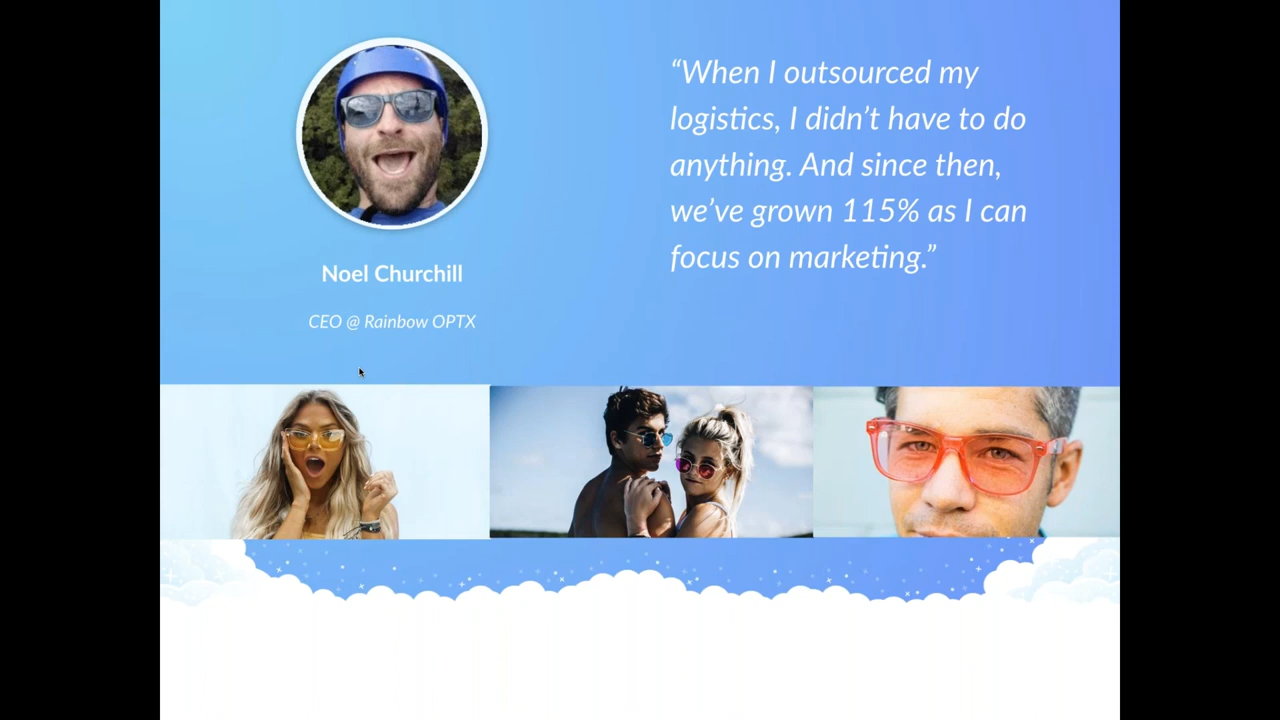 “When I outsourced my
logistics, I didn’t have to do
anything. And since then,
we’ve grown 115% as I can
focus on marketing.”
Noel Churchill
CEO @ Rainbow OPTX